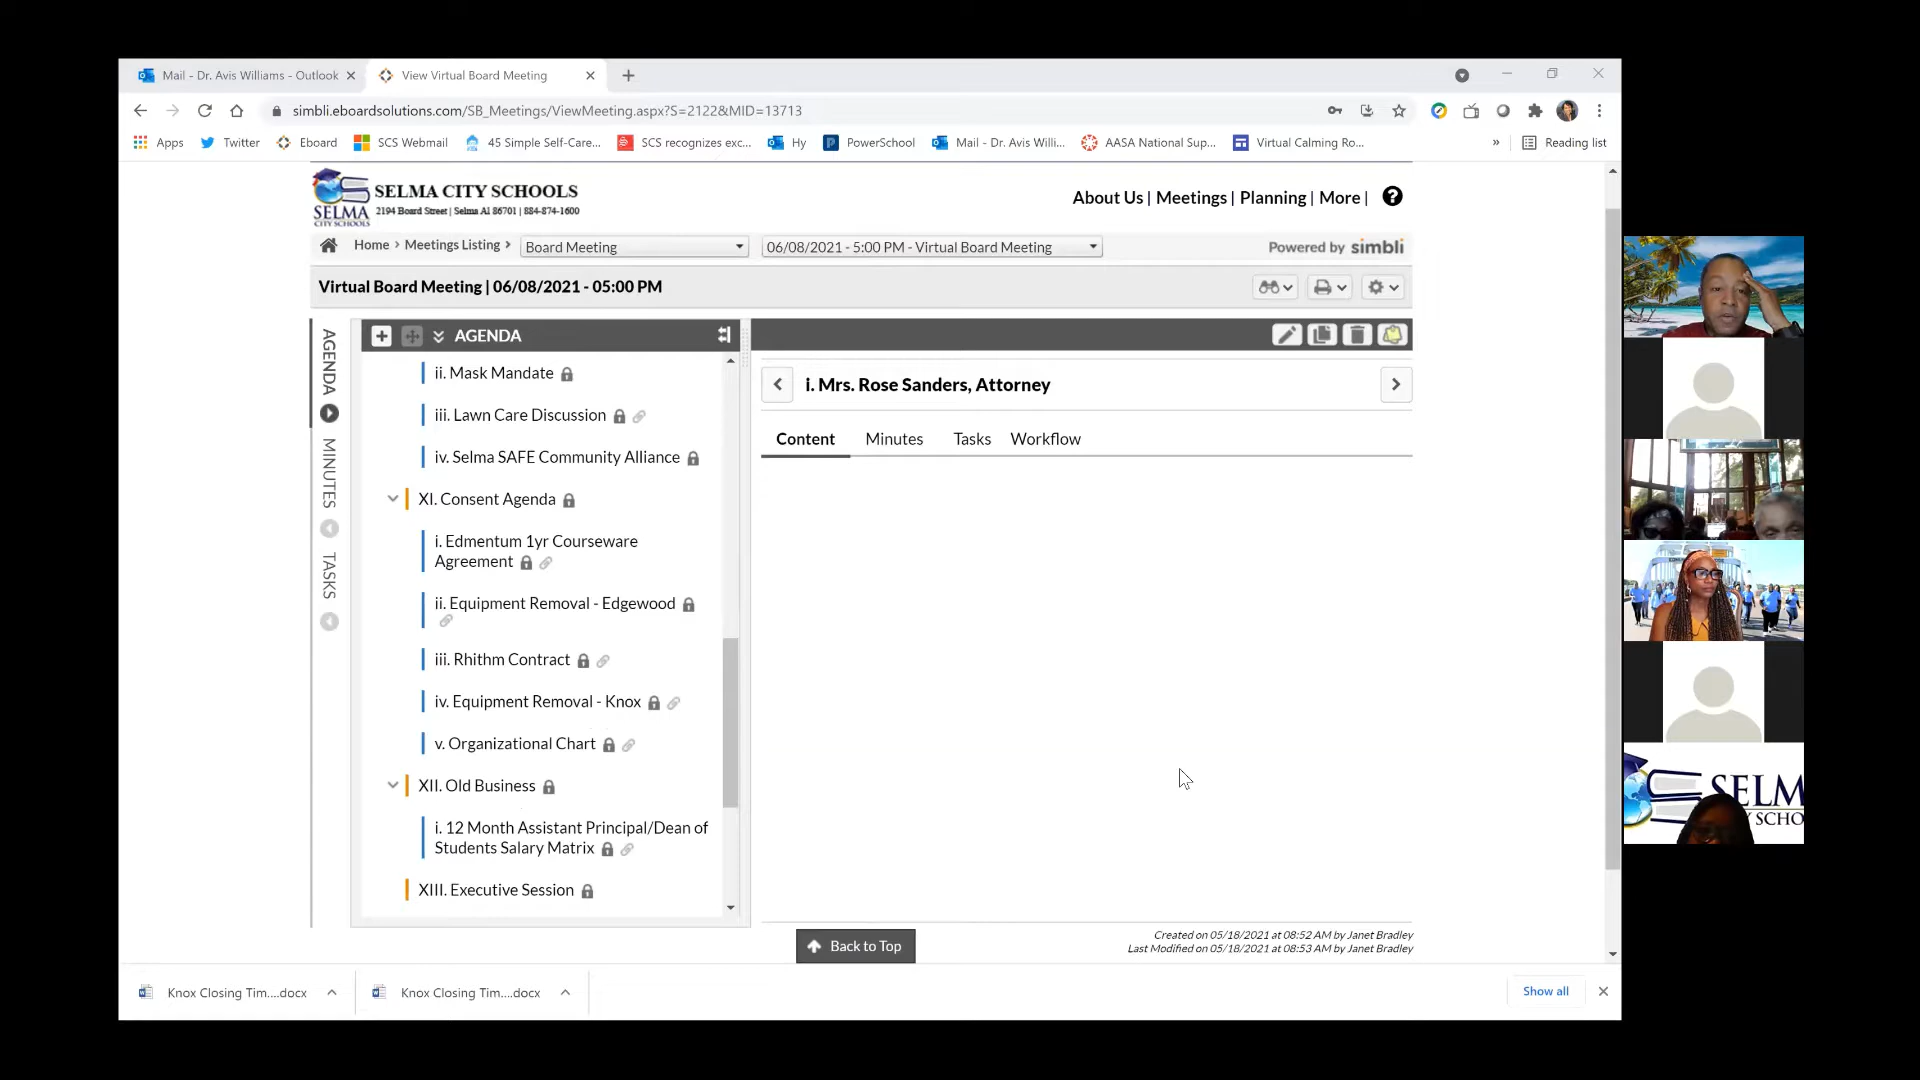 Mail - Dr. Avis Williams - Outlook
View Virtual Board Meeting
simbli.eboardsolutions.com/SB_Meetings/ViewMeeting.aspx?S=2122&MID=13713
Apps Twitter Eboard SCS Webmail 45 Simple Self-Care... SCS recognizes exc... Hy PowerSchool Mail - Dr. Avis Willi... AASA National Sup... Virtual Calming Ro... » Reading list
SELMA CITY SCHOOLS
2194 Board Street | Selma Al 86701 | 884-874-1600
SELMA
CITY SCHOOLS
About Us | Meetings | Planning | More |
Home > Meetings Listing > Board Meeting 06/08/2021 - 5:00 PM - Virtual Board Meeting Powered by simbli
Virtual Board Meeting | 06/08/2021 - 05:00 PM
AGENDA
MINUTES
TASKS
AGENDA
ii. Mask Mandate
iii. Lawn Care Discussion
iv. Selma SAFE Community Alliance
XI. Consent Agenda
i. Edmentum 1yr Courseware
Agreement
ii. Equipment Removal - Edgewood
iii. Rhithm Contract
iv. Equipment Removal - Knox
v. Organizational Chart
XII. Old Business
i. 12 Month Assistant Principal/Dean of
Students Salary Matrix
XIII. Executive Session
i. Mrs. Rose Sanders, Attorney
Content Minutes Tasks Workflow
Created on 05/18/2021 at 08:52 AM by Janet Bradley
Last Modified on 05/18/2021 at 08:53 AM by Janet Bradley
Back to Top
Knox Closing Tim....docx
Knox Closing Tim....docx
Show all
SELM
Y SCHO